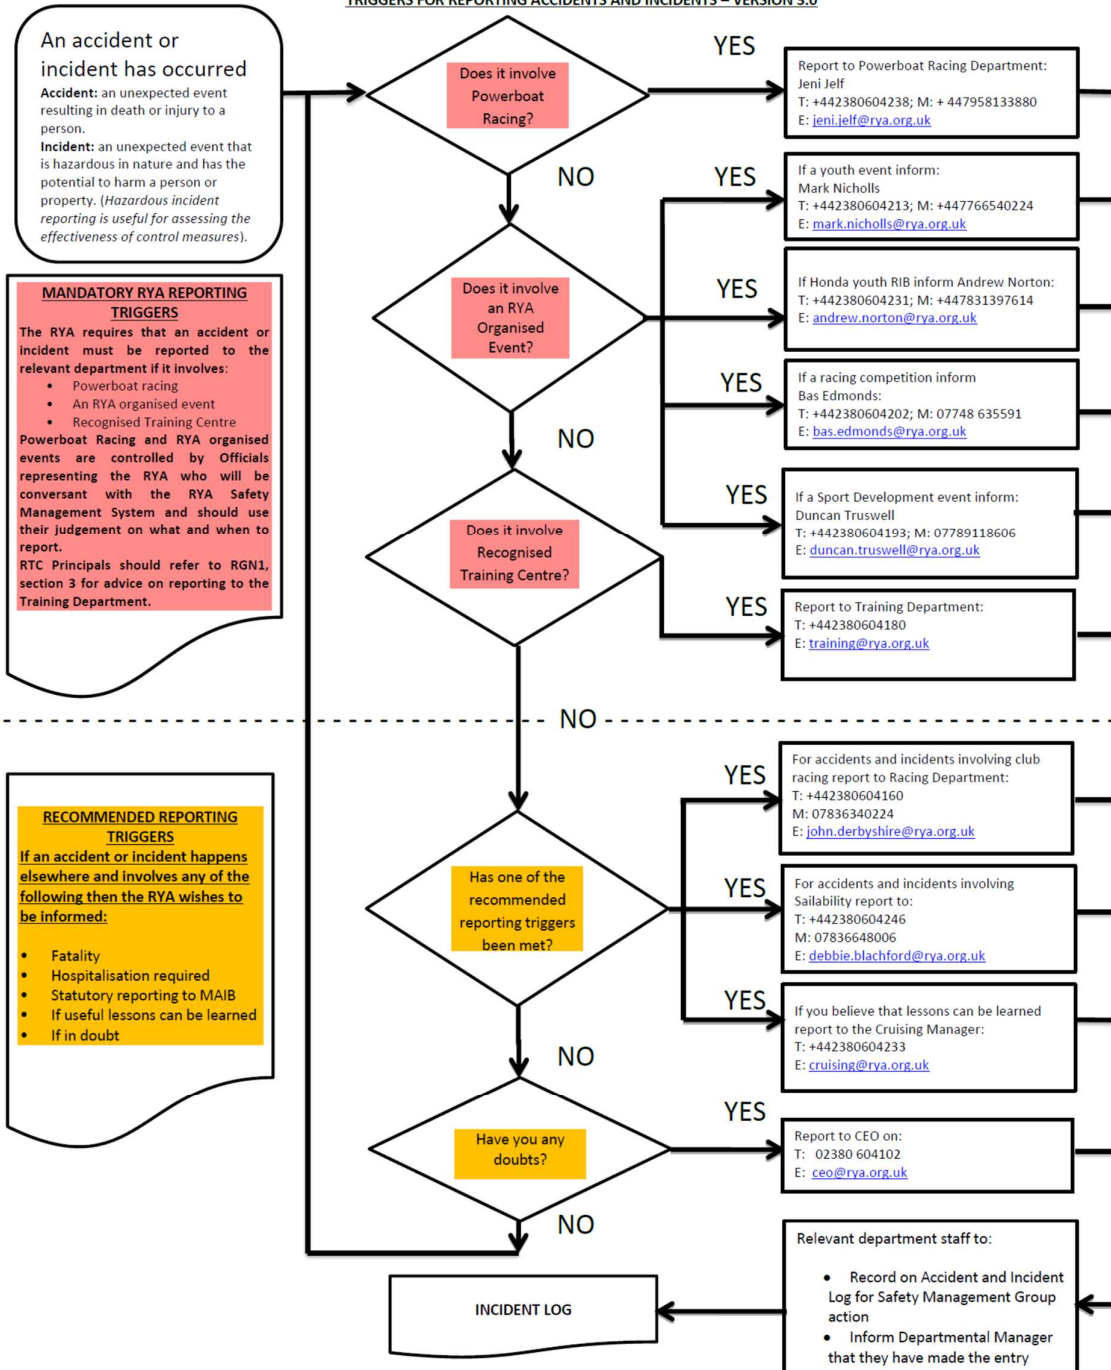 TRIGGERS FOR REPORTING ACCIDENTS AND INCIDENTS – VERSION 5.0
An accident or
incident has occurred
Accident: an unexpected event
resulting in death or injury to a
person.
Incident: an unexpected event that
is hazardous in nature and has the
potential to harm a person or
property. (Hazardous incident
reporting is useful for assessing the
effectiveness of control measures).
Does it involve
Powerboat
Racing?
YES
Report to Powerboat Racing Department:
Jeni Jelf
T: +442380604238; M: + 447958133880
E: jeni.jelf@rya.org.uk
NO
MANDATORY RYA REPORTING
TRIGGERS
The RYA requires that an accident or
incident must be reported to the
relevant department if it involves:
• Powerboat racing
• An RYA organised event
• Recognised Training Centre
Powerboat Racing and RYA organised
events are controlled by Officials
representing the RYA who will be
conversant with the RYA Safety
Management System and should use
their judgement on what and when to
report.
RTC Principals should refer to RGN1,
section 3 for advice on reporting to the
Training Department.
Does it involve
an RYA
Organised
Event?
YES
If a youth event inform:
Mark Nicholls
T: +442380604213; M: +447766540224
E: mark.nicholls@rya.org.uk
YES
If Honda youth RIB inform Andrew Norton:
T: +442380604231; M: +447831397614
E: andrew.norton@rya.org.uk
YES
If a racing competition inform
Bas Edmonds:
T: +442380604202; M: 07748 635591
E: bas.edmonds@rya.org.uk
YES
If a Sport Development event inform:
Duncan Truswell
T: +442380604193; M: 07789118606
E: duncan.truswell@rya.org.uk
NO
Does it involve
Recognised
Training Centre?
YES
Report to Training Department:
T: +442380604180
E: training@rya.org.uk
NO
RECOMMENDED REPORTING
TRIGGERS
If an accident or incident happens
elsewhere and involves any of the
following then the RYA wishes to
be informed:
• Fatality
• Hospitalisation required
• Statutory reporting to MAIB
• If useful lessons can be learned
• If in doubt
Has one of the
recommended
reporting triggers
been met?
YES
For accidents and incidents involving club
racing report to Racing Department:
T: +442380604160
M: 07836340224
E: john.derbyshire@rya.org.uk
YES
For accidents and incidents involving
Sailability report to:
T: +442380604246
M: 07836648006
E: debbie.blachford@rya.org.uk
YES
If you believe that lessons can be learned
report to the Cruising Manager:
T: +442380604233
E: cruising@rya.org.uk
NO
Have you any
doubts?
YES
Report to CEO on:
T: 02380 604102
E: ceo@rya.org.uk
NO
Relevant department staff to:
• Record on Accident and Incident
Log for Safety Management Group
action
• Inform Departmental Manager
that they have made the entry
INCIDENT LOG